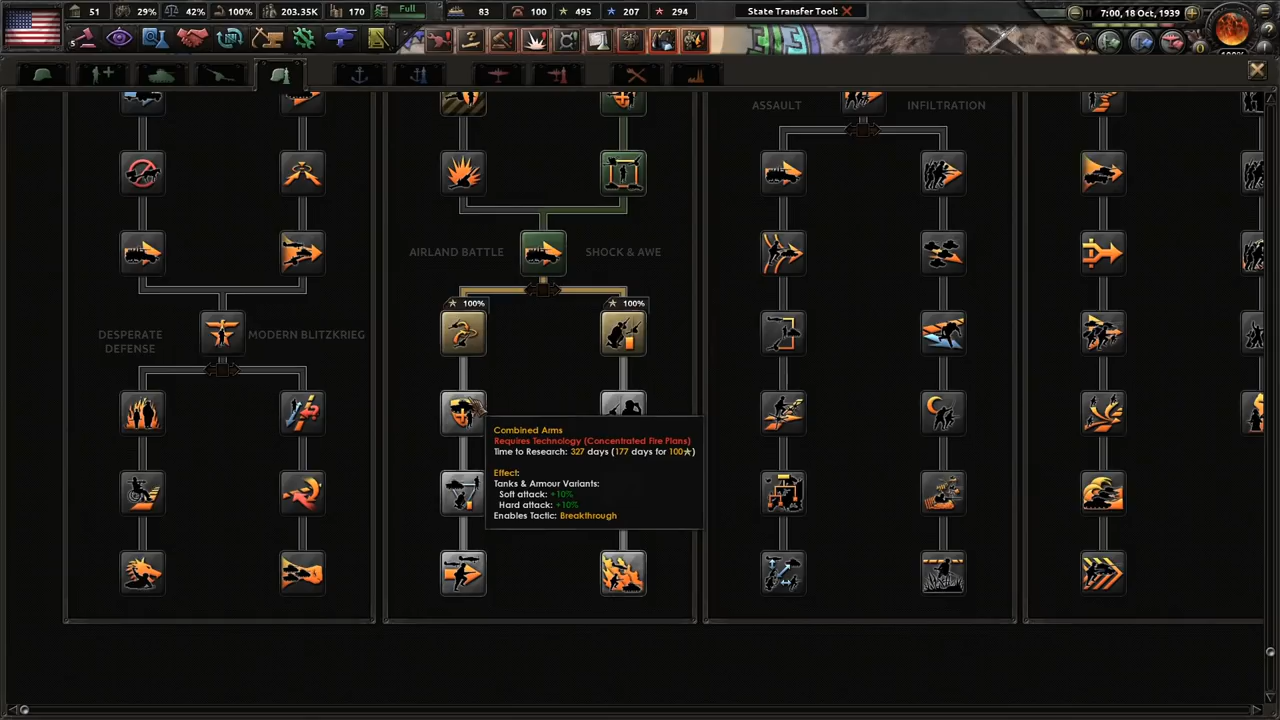 51
29%
42%
100%
203.35K
170
Full
83
100
495
207
294
State Transfer Tool:
7:00, 18 Oct, 1939
5
0
ASSAULT
INFILTRATION
AIRLAND BATTLE
SHOCK & AWE
100%
100%
DESPERATE
DEFENSE
MODERN BLITZKRIEG
Combined Arms
Requires Technology (Concentrated Fire Plans)
Time to Research: 327 days (177 days for 100★)
Effect:
Tanks & Armour Variants:
Soft attack: +10%
Hard attack: +10%
Enables Tactic: Breakthrough